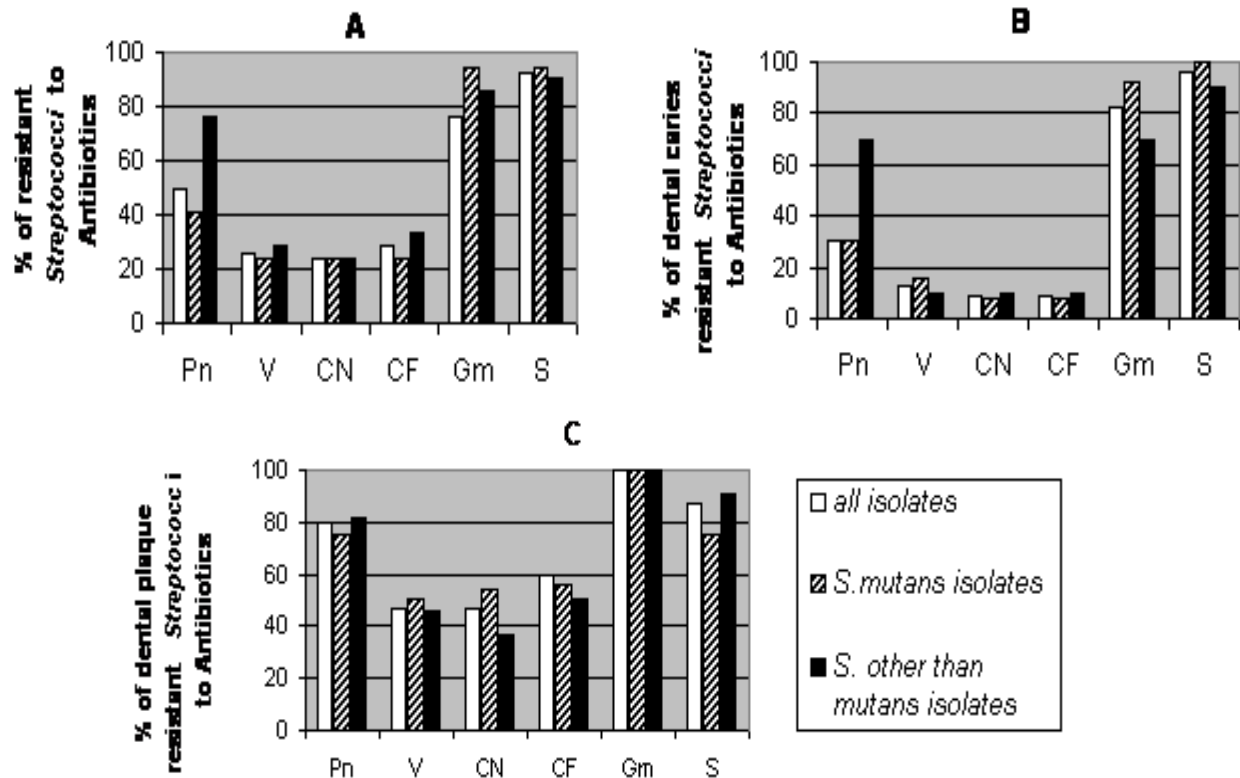 A
% of resistant
Streptococci to
Antibiotics
100
80
60
40
20
0
Pn V CN CF Gm S
B
% of dental caries
resistant Streptococci
to Antibiotics
100
80
60
40
20
0
Pn V CN CF Gm S
C
% of dental plaque
resistant Streptococci
to Antibiotics
100
80
60
40
20
0
Pn V CN CF Gm S
all isolates
S.mutans isolates
S. other than
mutans isolates